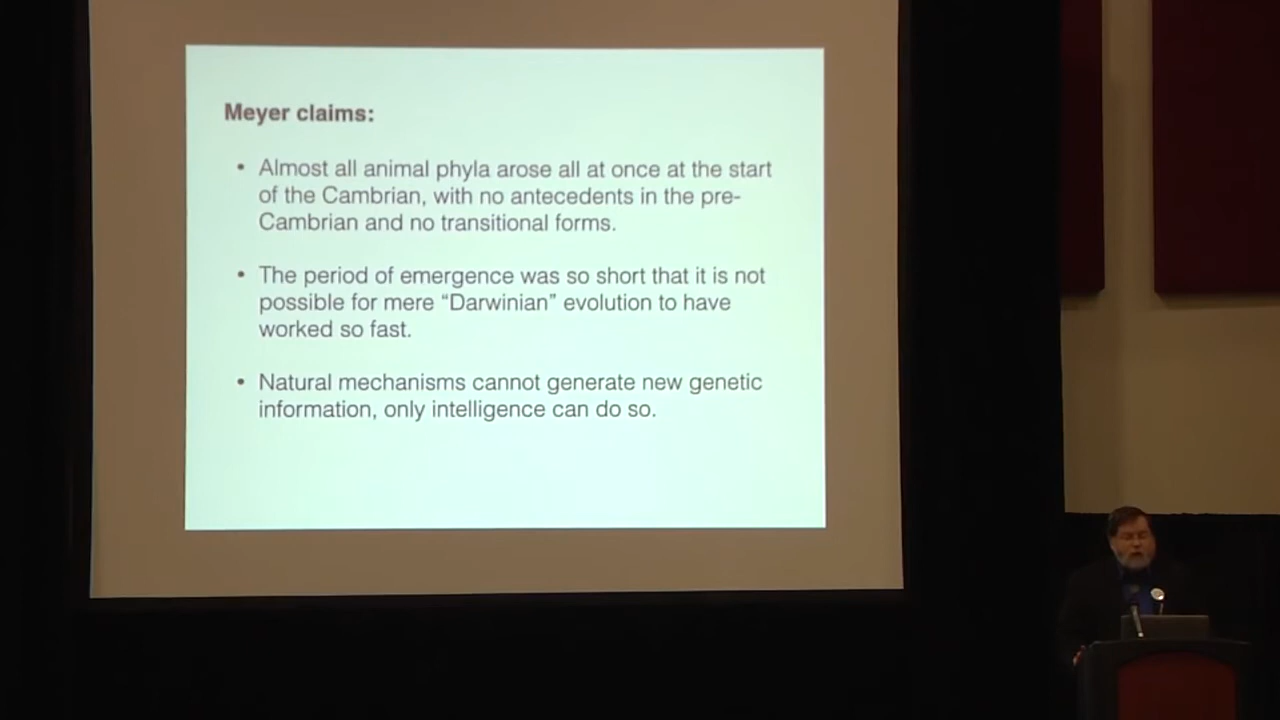 Meyer claims:
• Almost all animal phyla arose all at once at the start
of the Cambrian, with no antecedents in the pre-
Cambrian and no transitional forms.
• The period of emergence was so short that it is not
possible for mere “Darwinian” evolution to have
worked so fast.
• Natural mechanisms cannot generate new genetic
information, only intelligence can do so.